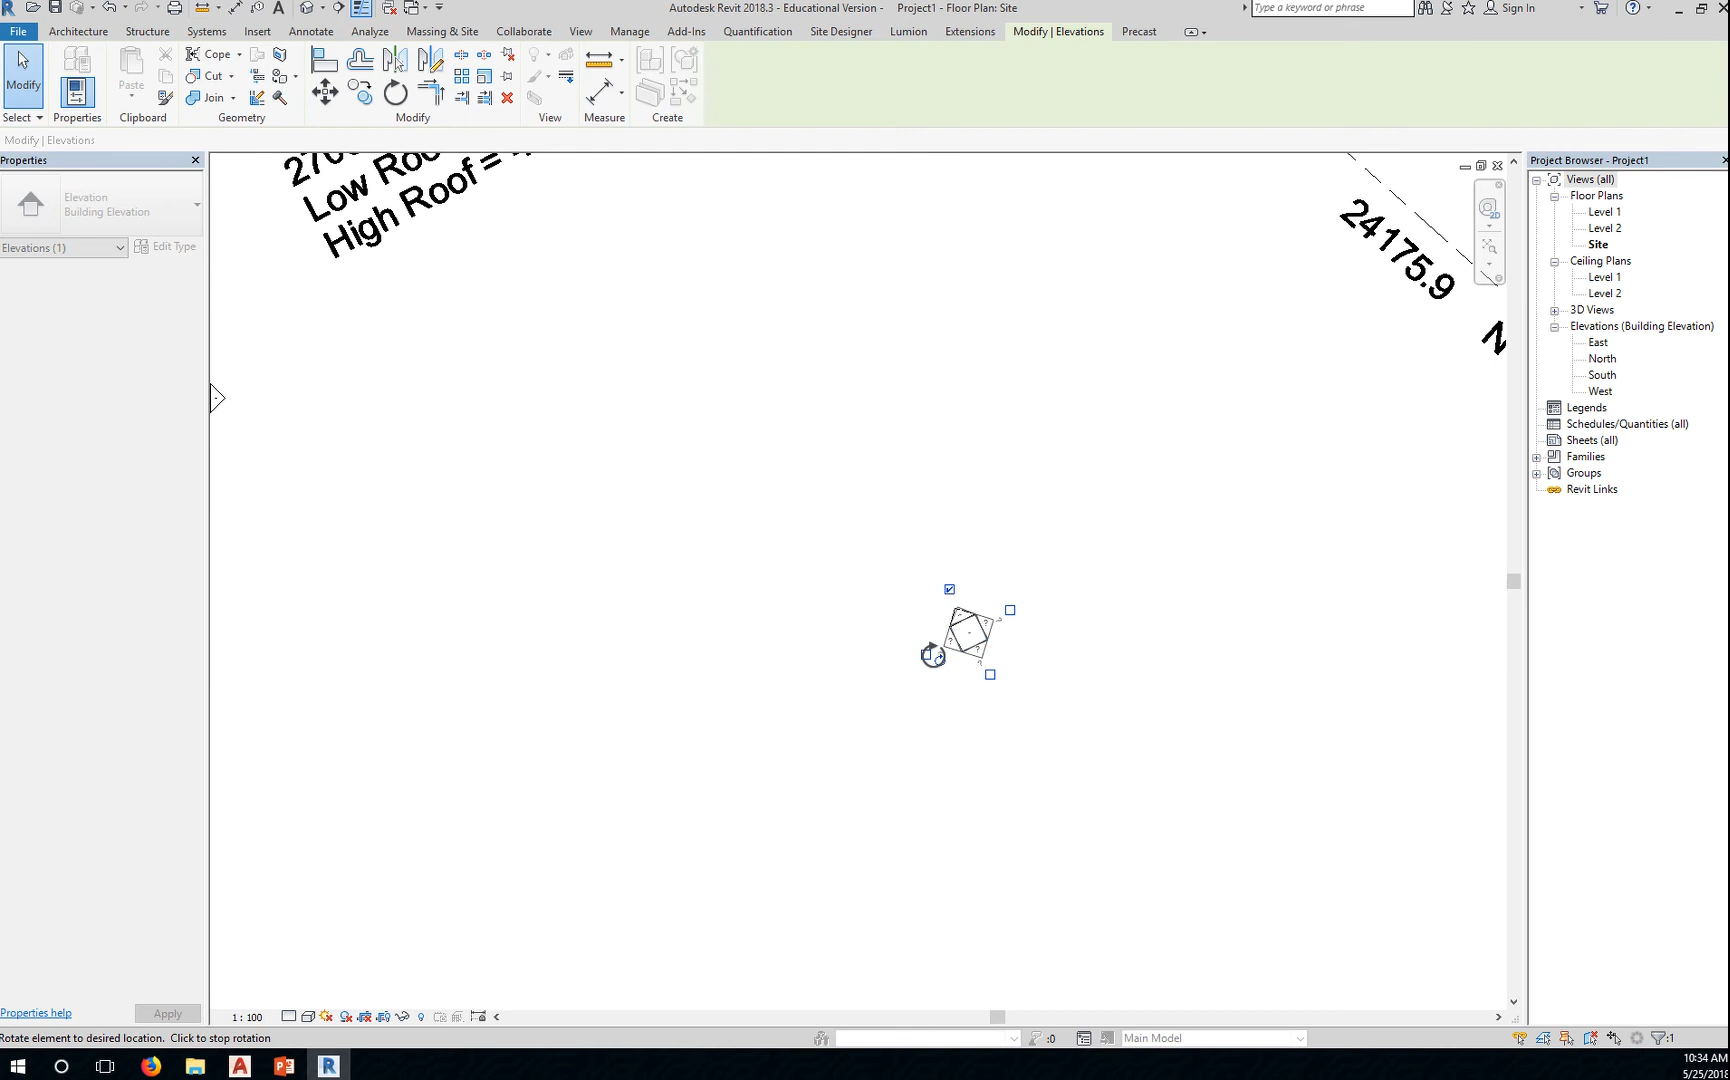 Autodesk Revit 2018.3 - Educational Version - Project1 - Floor Plan: Site
Type a keyword or phrase
Sign In
File Architecture Structure Systems Insert Annotate Analyze Massing & Site Collaborate View Manage Add-Ins Quantification Site Designer Lumion Extensions Modify | Elevations Precast
Modify
Paste
Cope
Cut
Join
Select Properties Clipboard Geometry Modify View Measure Create
Modify | Elevations
Properties
Elevation
Building Elevation
Elevations (1)
Edit Type
Properties help
Apply
Low Roo
High Roof =
24175.9
N
? ? ? ?
2D
Project Browser - Project1
Views (all)
Floor Plans
Level 1
Level 2
Site
Ceiling Plans
Level 1
Level 2
3D Views
Elevations (Building Elevation)
East
North
South
West
Legends
Schedules/Quantities (all)
Sheets (all)
Families
Groups
Revit Links
1 : 100
Rotate element to desired location. Click to stop rotation
:0
Main Model
:1
10:34 AM
5/25/2018